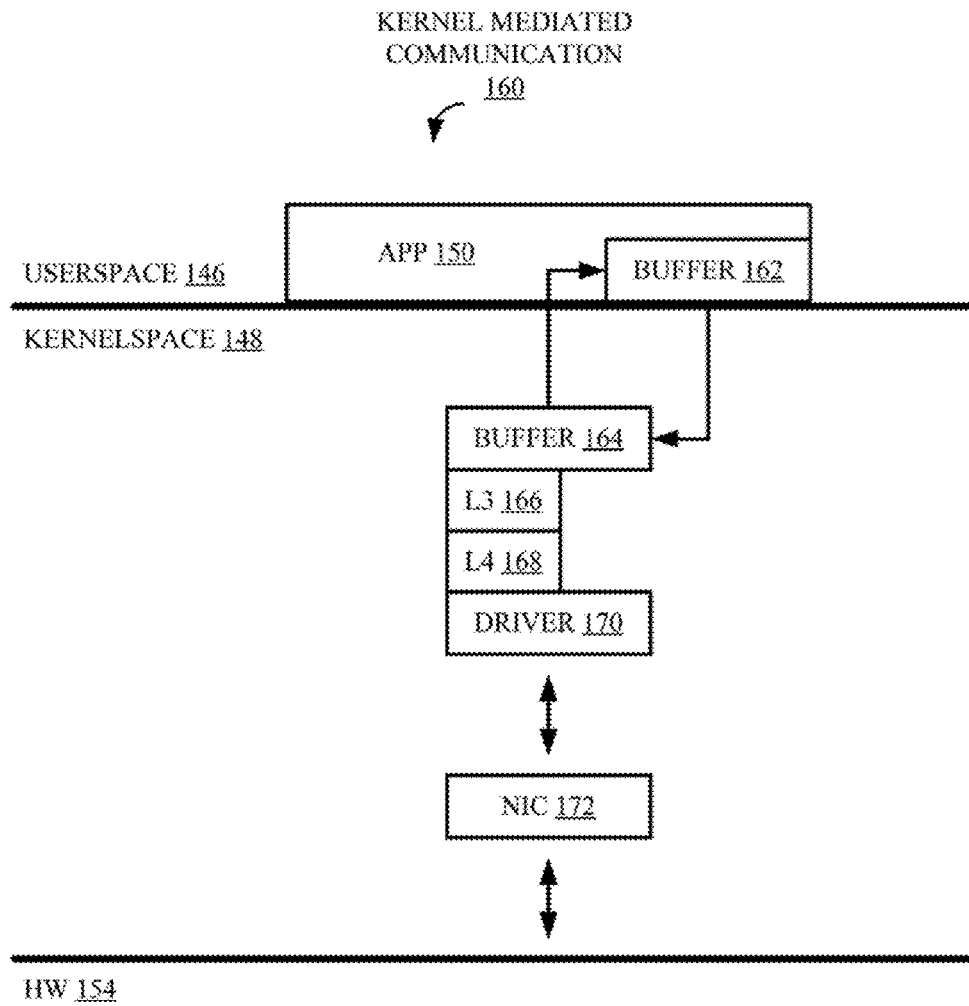 KERNEL MEDIATED
COMMUNICATION
160
APP 150
USERSPACE 146
BUFFER 162
KERNELSPACE 148
BUFFER 164
L3 166
L4 168
DRIVER 170
NIC 172
HW 154